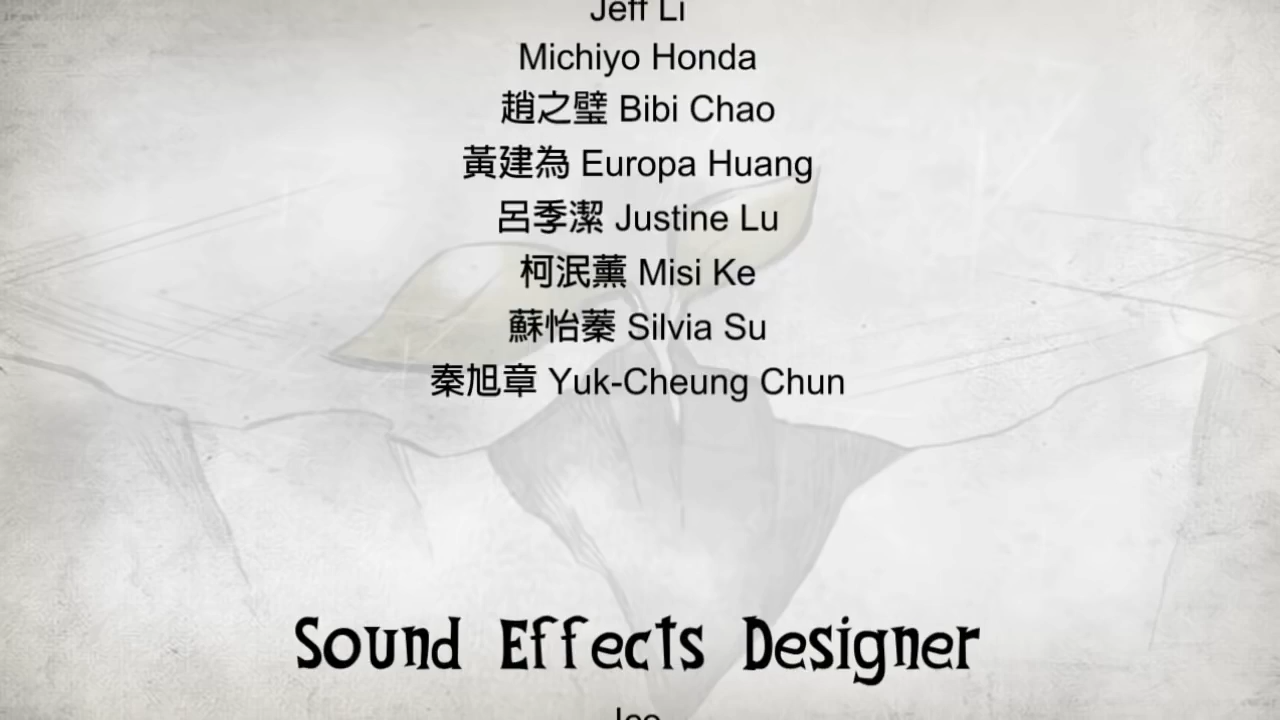 Jeff Li
Michiyo Honda
趙之璧 Bibi Chao
黃建為 Europa Huang
呂季潔 Justine Lu
柯泯薰 Misi Ke
蘇怡蓁 Silvia Su
秦旭章 Yuk-Cheung Chun
Sound Effects Designer